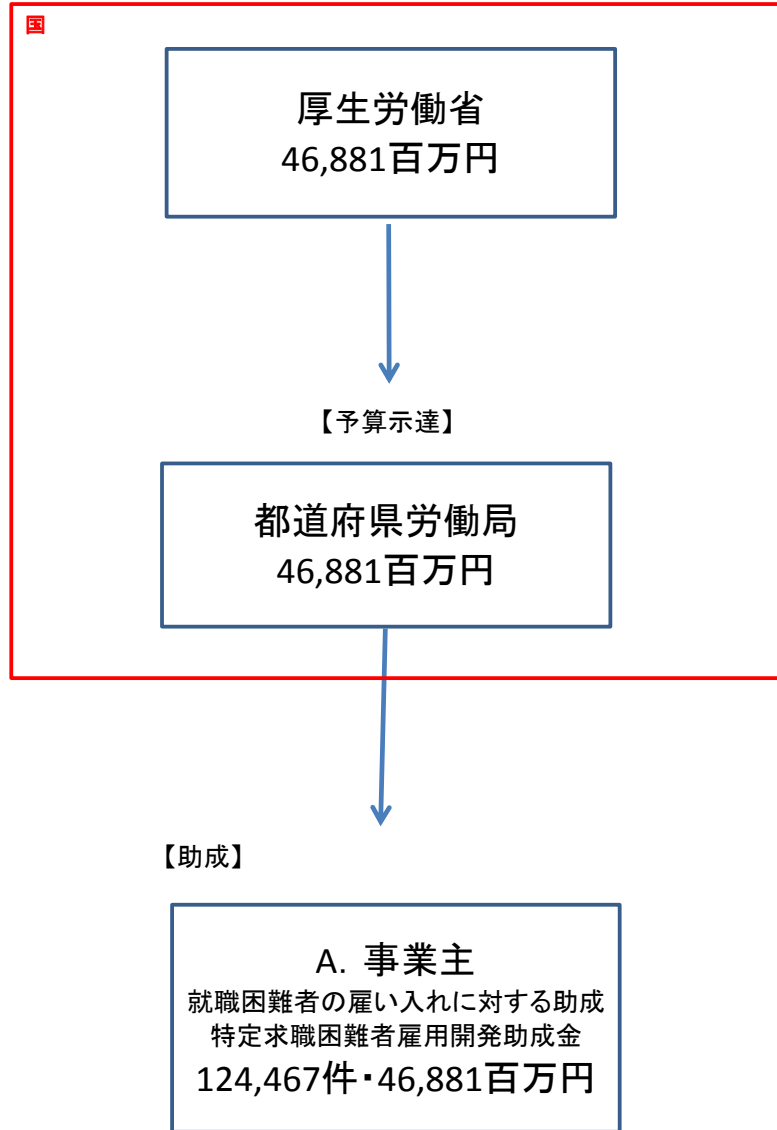 国
厚生労働省
46,881百万円
【予算示達】
都道府県労働局
46,881百万円
【助成】
A. 事業主
就職困難者の雇い入れに対する助成
特定求職困難者雇用開発助成金
124,467件・46,881百万円